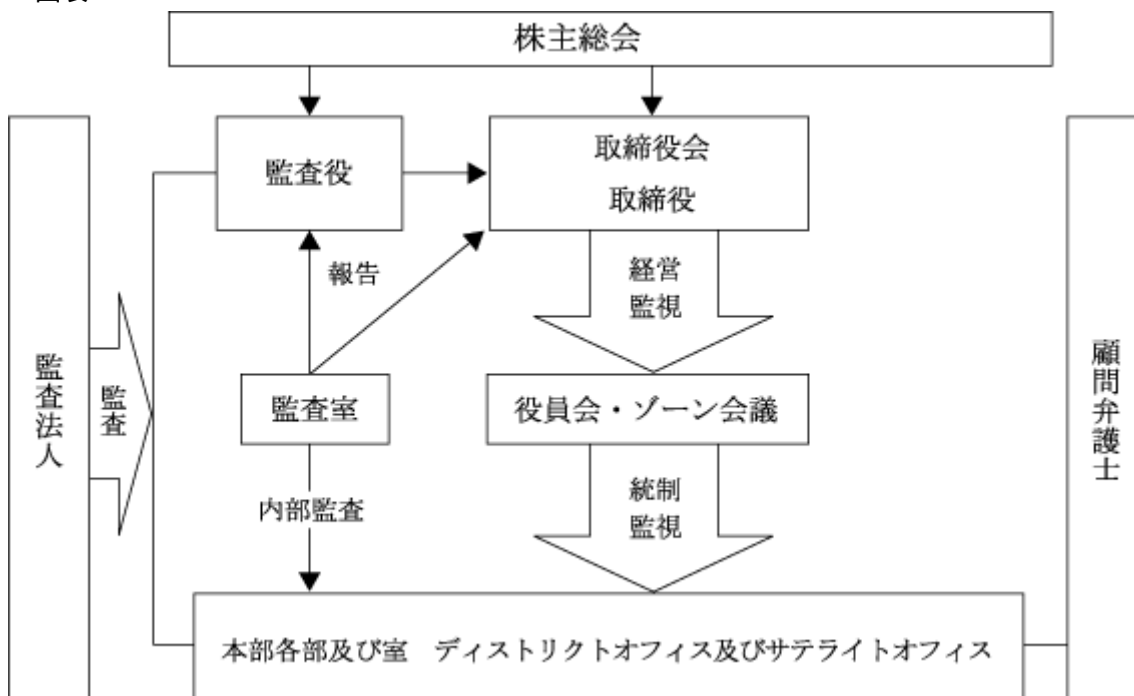 株主総会
監査役
取締役会
取締役
報告
経営
監視
監査法人
監査
監査室
役員会・ゾーン会議
顧問弁護士
内部監査
統制
監視
本部各部及び室 ディストリクトオフィス及びサテライトオフィス